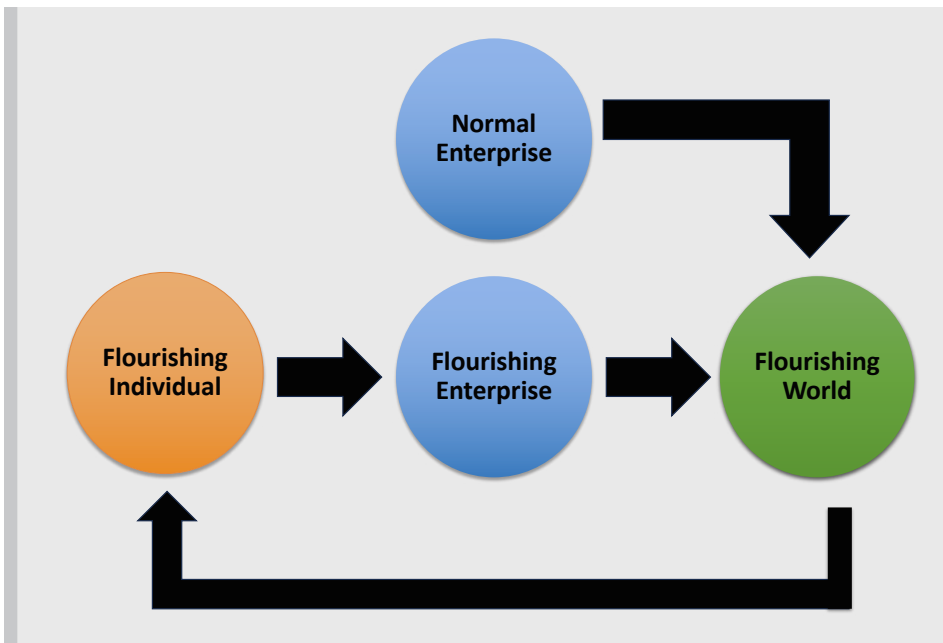 Normal
Enterprise
Flourishing
Individual
Flourishing
Enterprise
Flourishing
World